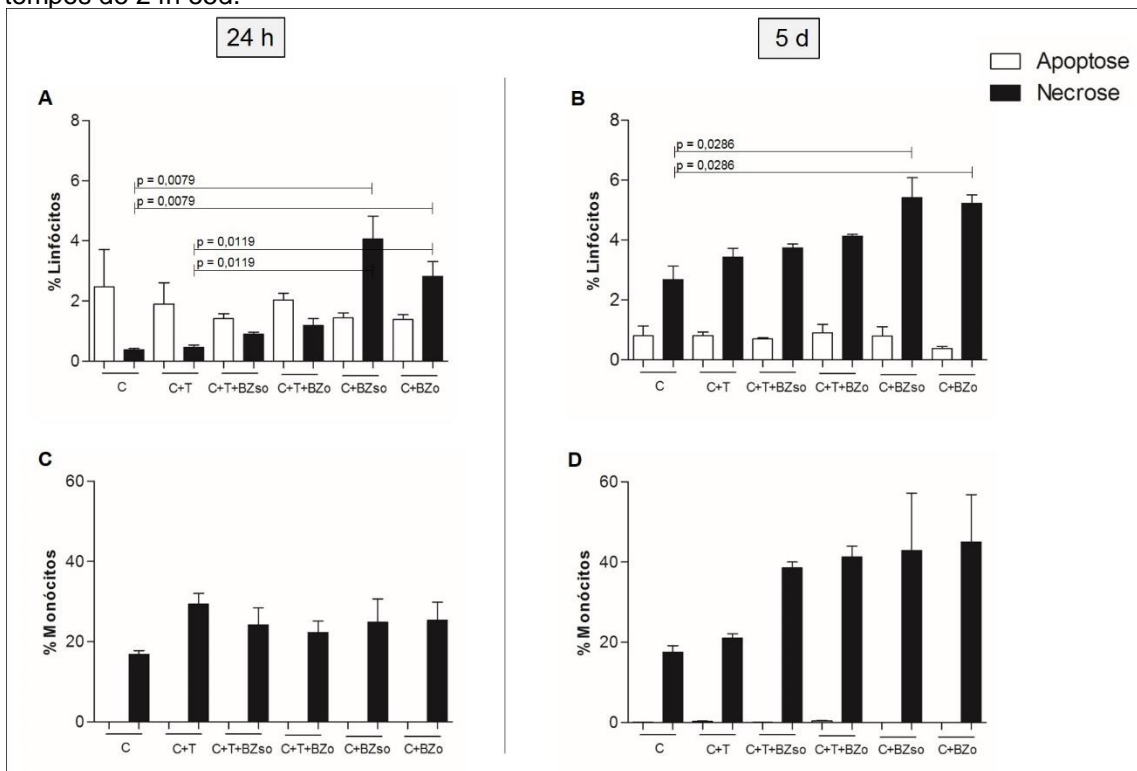 24 h
5 d
Apoptose
Necrose
A
% Linfócitos
8
6
4
2
0
p = 0,0079
p = 0,0079
p = 0,0119
p = 0,0119
C C+T C+T+BZso C+T+BZo C+BZso C+BZo
B
% Linfócitos
8
6
4
2
0
p = 0,0286
p = 0,0286
C C+T C+T+BZso C+T+BZo C+BZso C+BZo
C
% Monócitos
60
40
20
0
C C+T C+T+BZso C+T+BZo C+BZso C+BZo
D
% Monócitos
60
40
20
0
C C+T C+T+BZso C+T+BZo C+BZso C+BZo